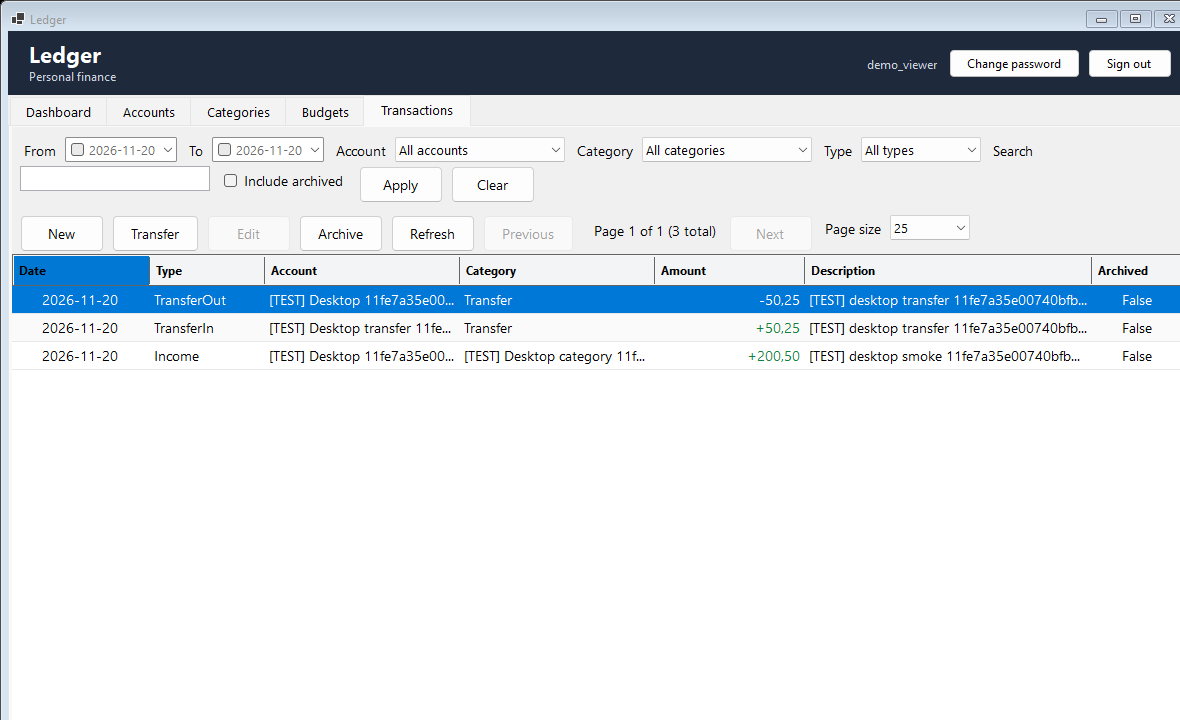 Ledger
Ledger
Personal finance
demo_viewer Change password Sign out
Dashboard Accounts Categories Budgets Transactions
From 2026-11-20 To 2026-11-20 Account All accounts Category All categories Type All types Search
Include archived Apply Clear
New Transfer Edit Archive Refresh Previous Page 1 of 1 (3 total) Next Page size 25
Date Type Account Category Amount Description Archived
2026-11-20 TransferOut [TEST] Desktop 11fe7a35e00... Transfer -50,25 [TEST] desktop transfer 11fe7a35e00740bfb... False
2026-11-20 TransferIn [TEST] Desktop transfer 11fe... Transfer +50,25 [TEST] desktop transfer 11fe7a35e00740bfb... False
2026-11-20 Income [TEST] Desktop 11fe7a35e00... [TEST] Desktop category 11f... +200,50 [TEST] desktop smoke 11fe7a35e00740bfb... False